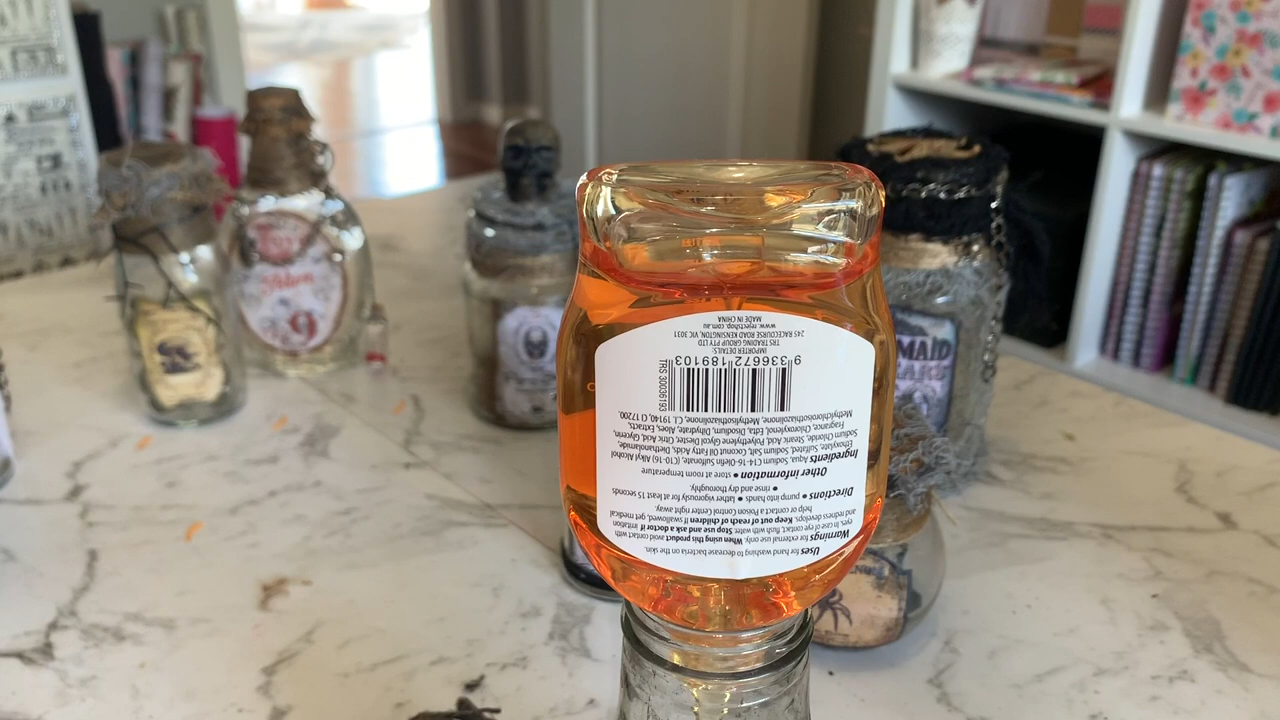 Uses for hand washing to decrease bacteria on the skin.
Warnings for external use only. When using this product avoid contact with
eyes. In case of eye contact, flush with water. Stop use and ask a doctor if irritation
and redness develops. Keep out of reach of children If swallowed, get medical
help or contact a Poison Control Center right away.
Directions • pump into hands • lather vigorously for at least 15 seconds
• rinse and dry thoroughly.
Other information • store at room temperature
Ingredients Aqua, Sodium C14-16 Olefin Sulfonate, (C10-16) Alkyl Alcohol
Ethoxylate, Sulfated, Sodium Salt, Coconut Oil Fatty Acids, Diethanolamide,
Sodium Chloride, Stearic Acid, Polyethylene Glycol Diester, Citric Acid, Glycerin,
Fragrance, Chloroxylenol, Edta, Disodium, Dihydrate, Aloes, Extracts,
Methylchloroisothiazolinone, Methylisothiazolinone, C.I. 19140, CI 17200.
9 336672 189103
TRS 30036193
IMPORTER DETAILS:
TRS TRADING GROUP PTY LTD
245 RACECOURSE ROAD KENSINGTON, VIC 3031
www.rejectshop.com.au
MADE IN CHINA
9
MAID